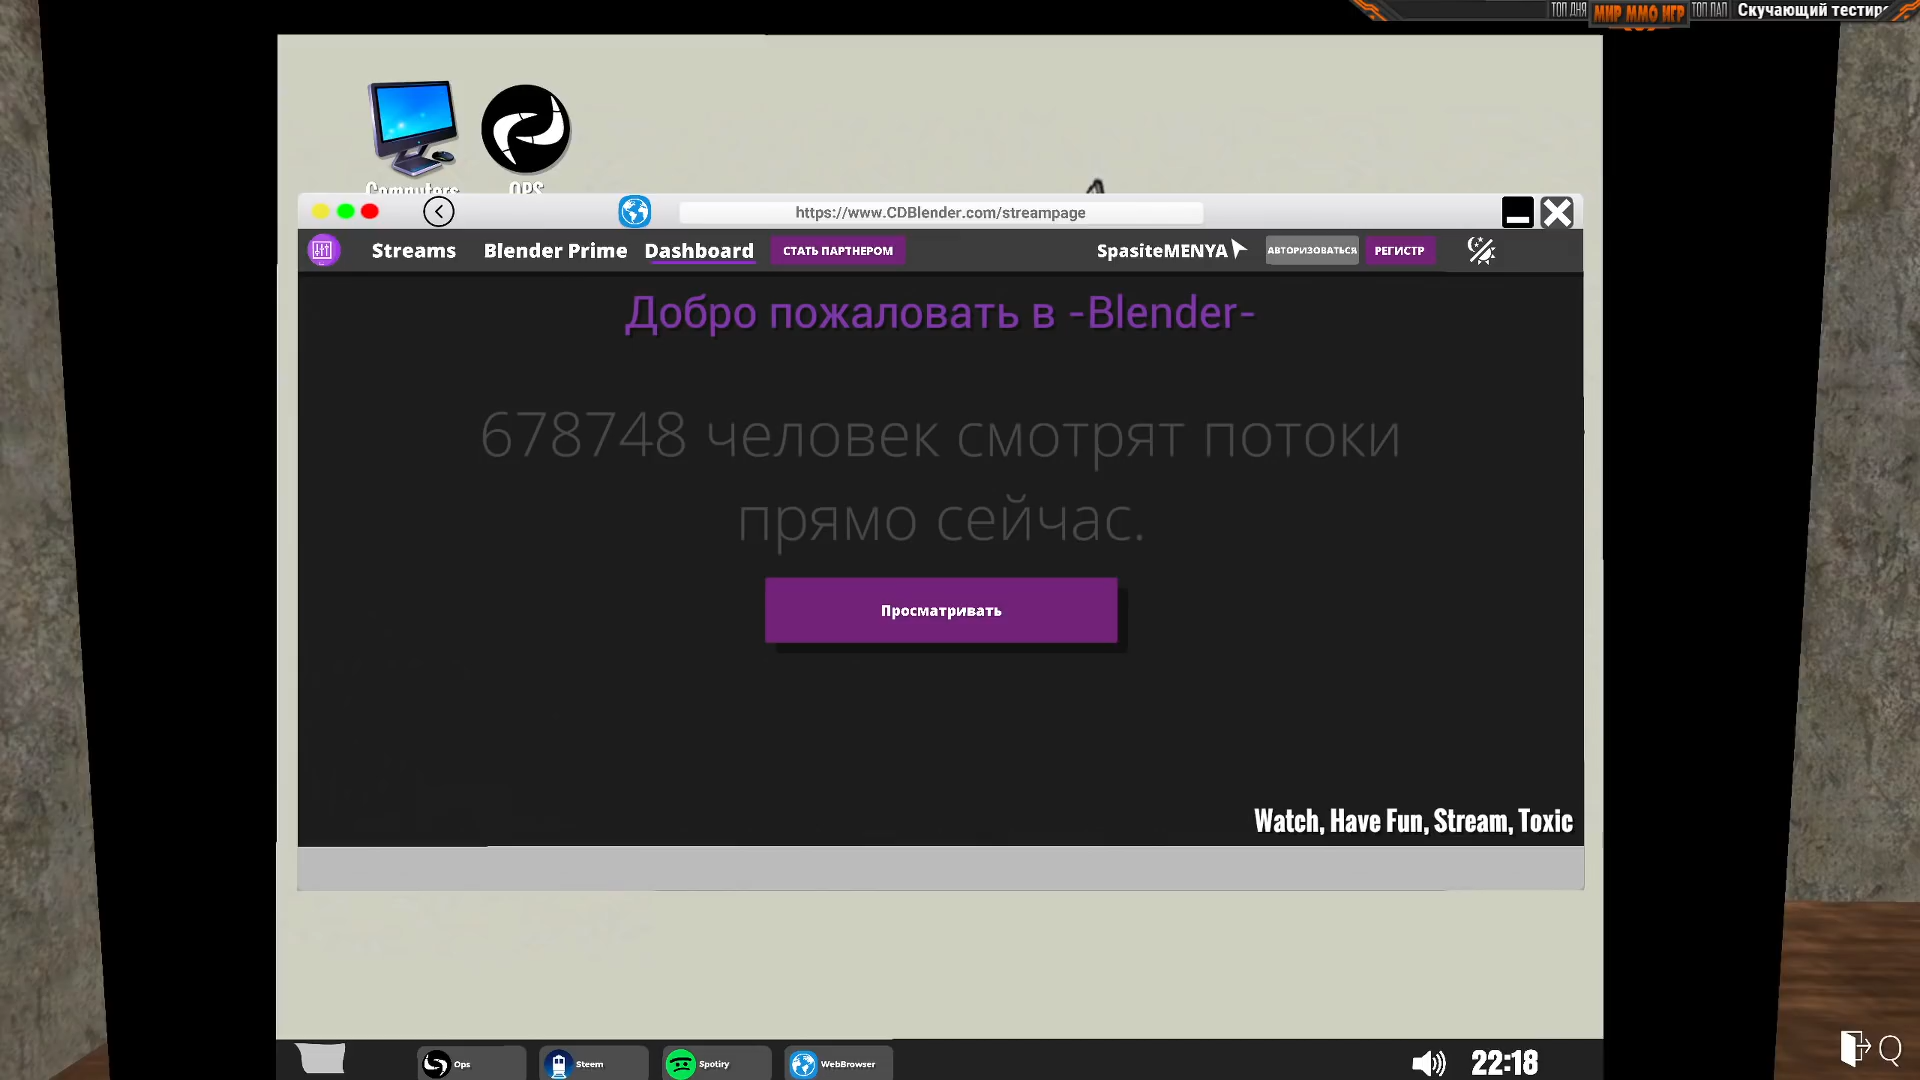 ТОП ДНЯ МИР ММО ИГР ТОП ПАП Скучающий тестир
Computers OPS
https://www.CDBlender.com/streampage
Streams Blender Prime Dashboard СТАТЬ ПАРТНЕРОМ SpasiteMENYA АВТОРИЗОВАТЬСЯ РЕГИСТР
Добро пожаловать в -Blender-
678748 человек смотрят потоки
прямо сейчас.
Просматривать
Watch, Have Fun, Stream, Toxic
Ops Steem Spotiry WebBrowser 22:18
Q